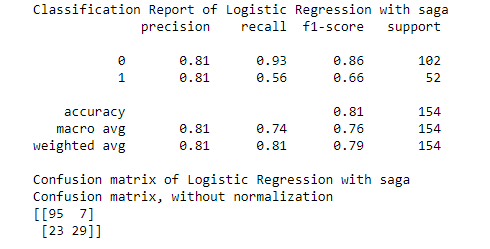 Classification Report of Logistic Regression with saga
precision recall f1-score support
0 0.81 0.93 0.86 102
1 0.81 0.56 0.66 52
accuracy 0.81 154
macro avg 0.81 0.74 0.76 154
weighted avg 0.81 0.81 0.79 154
Confusion matrix of Logistic Regression with saga
Confusion matrix, without normalization
[[95 7]
[23 29]]